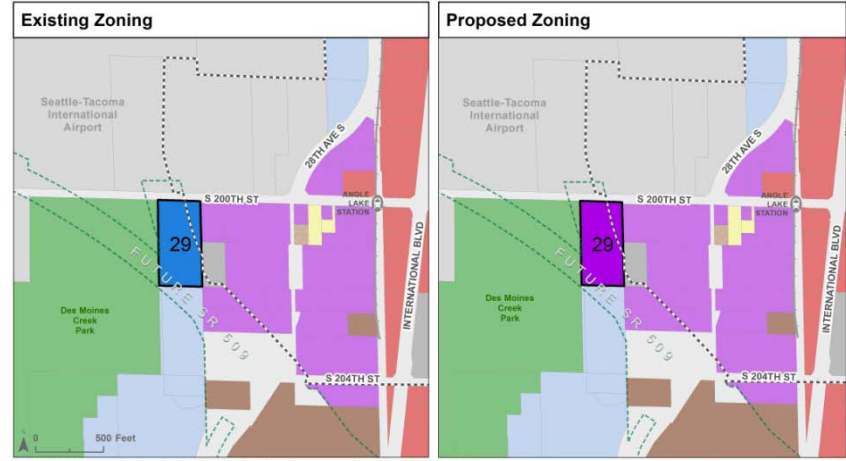 Existing Zoning
Seattle-Tacoma
International
Airport
28TH AVE S
S 200TH ST
ANGLE
LAKE
STATION
29
FUTURE SR 509
Des Moines
Creek
Park
INTERNATIONAL BLVD
S 204TH ST
0 500 Feet
Proposed Zoning
Seattle-Tacoma
International
Airport
28TH AVE S
S 200TH ST
ANGLE
LAKE
STATION
29
FUTURE SR 509
Des Moines
Creek
Park
INTERNATIONAL BLVD
S 204TH ST